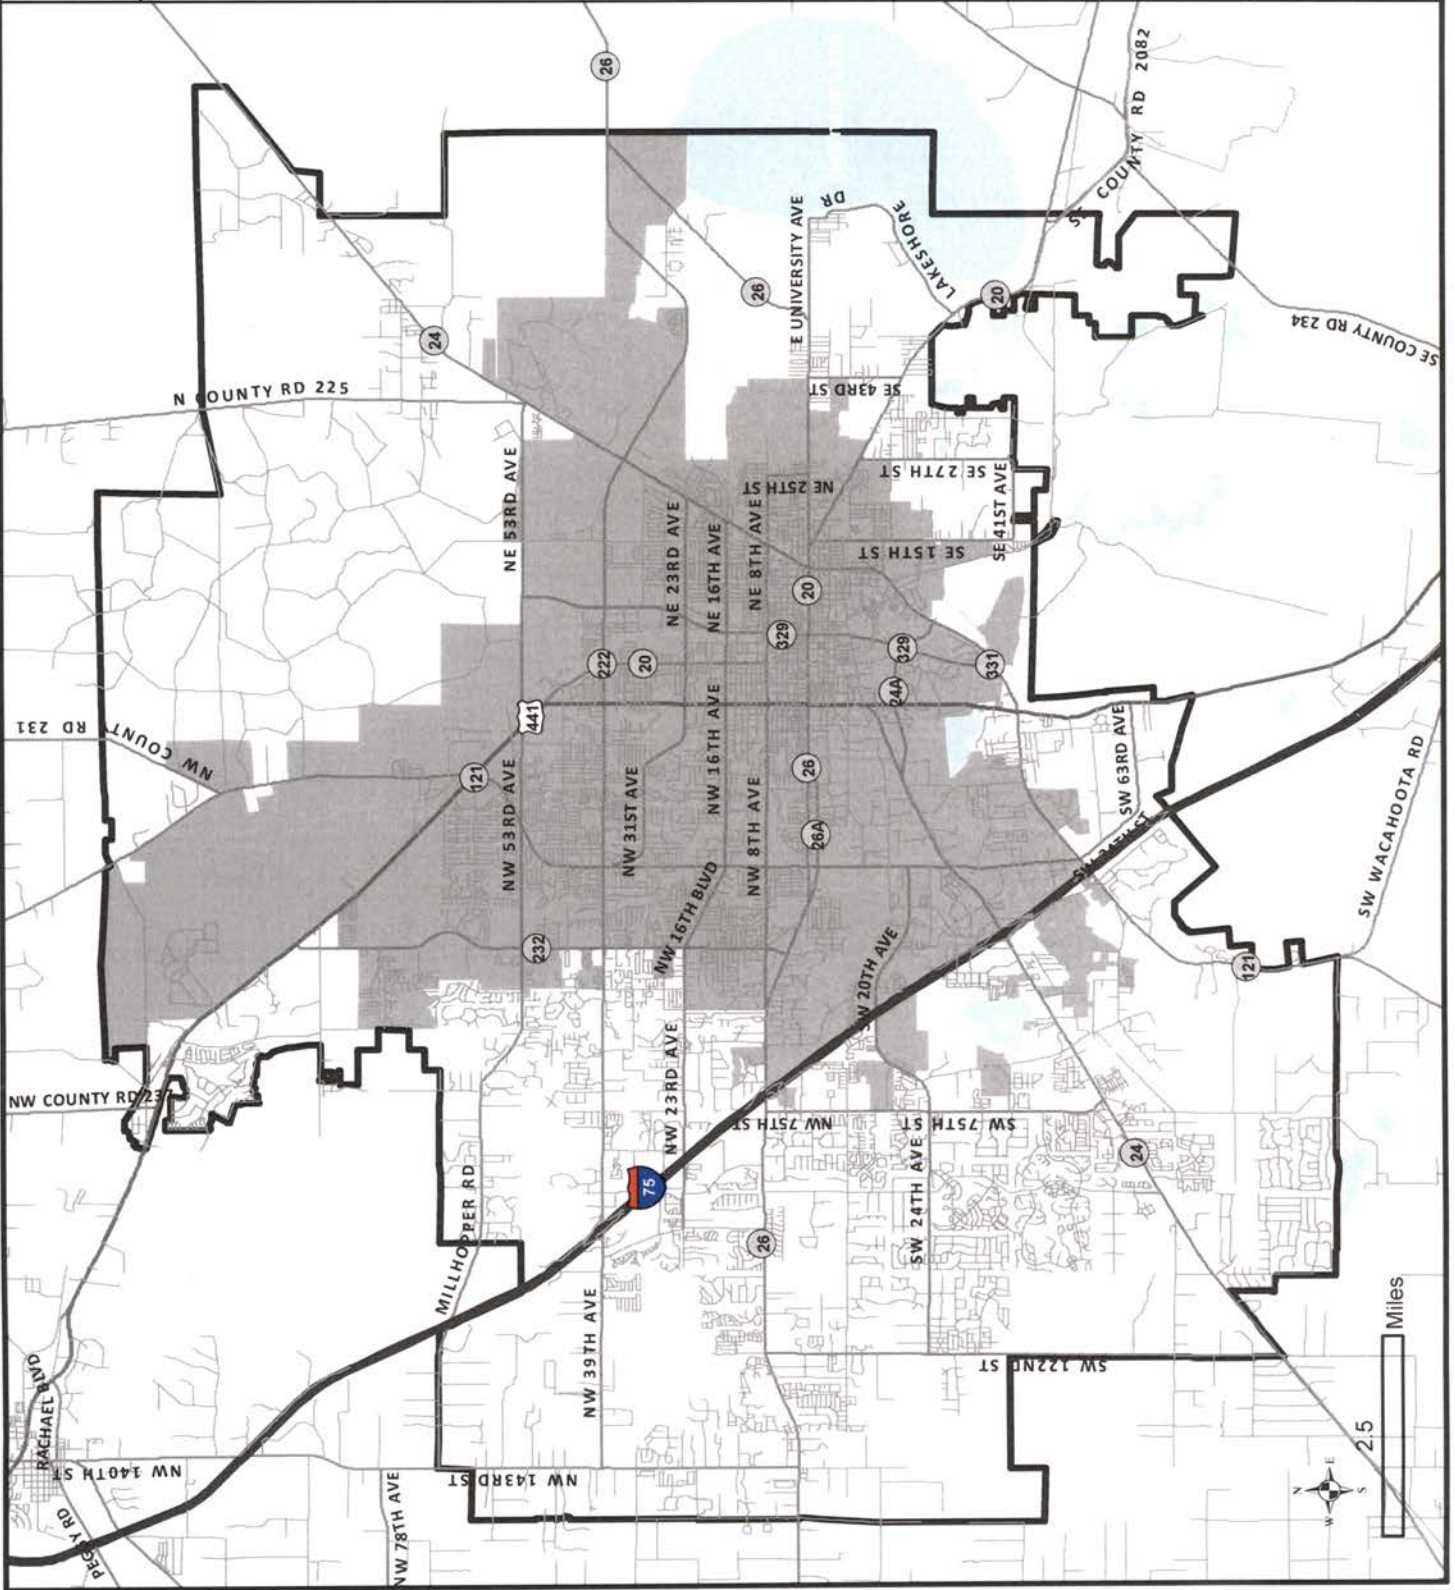 26
SE COUNTY RD 2082
E UNIVERSITY AVE
LAKESHORE DR
26
20
24
SE COUNTY RD 234
N COUNTY RD 225
SE 43RD ST
NE 53RD AVE
NE 25TH ST
SE 27TH ST
SE 41ST AVE
NE 23RD AVE
NE 16TH AVE
NE 8TH AVE
SE 15TH ST
20
329
329
222
20
331
24A
441
NW COUNTY RD 231
121
NW 53RD AVE
NW 31ST AVE
NW 16TH AVE
NW 8TH AVE
26
26A
SW 63RD AVE
SW 34TH ST
SW WACAHOOTA RD
232
NW 16TH BLVD
SW 20TH AVE
121
NW COUNTY RD
NW 23RD AVE
NW 75TH ST
SW 75TH ST
24
75
MILLHOPPER RD
26
SW 24TH AVE
NW 39TH AVE
SW 122ND ST
RACHAEL BLVD
NW 140TH ST
PEGGY RD
NW 78TH AVE
NW 143RD ST
N
W
E
S
2.5
Miles